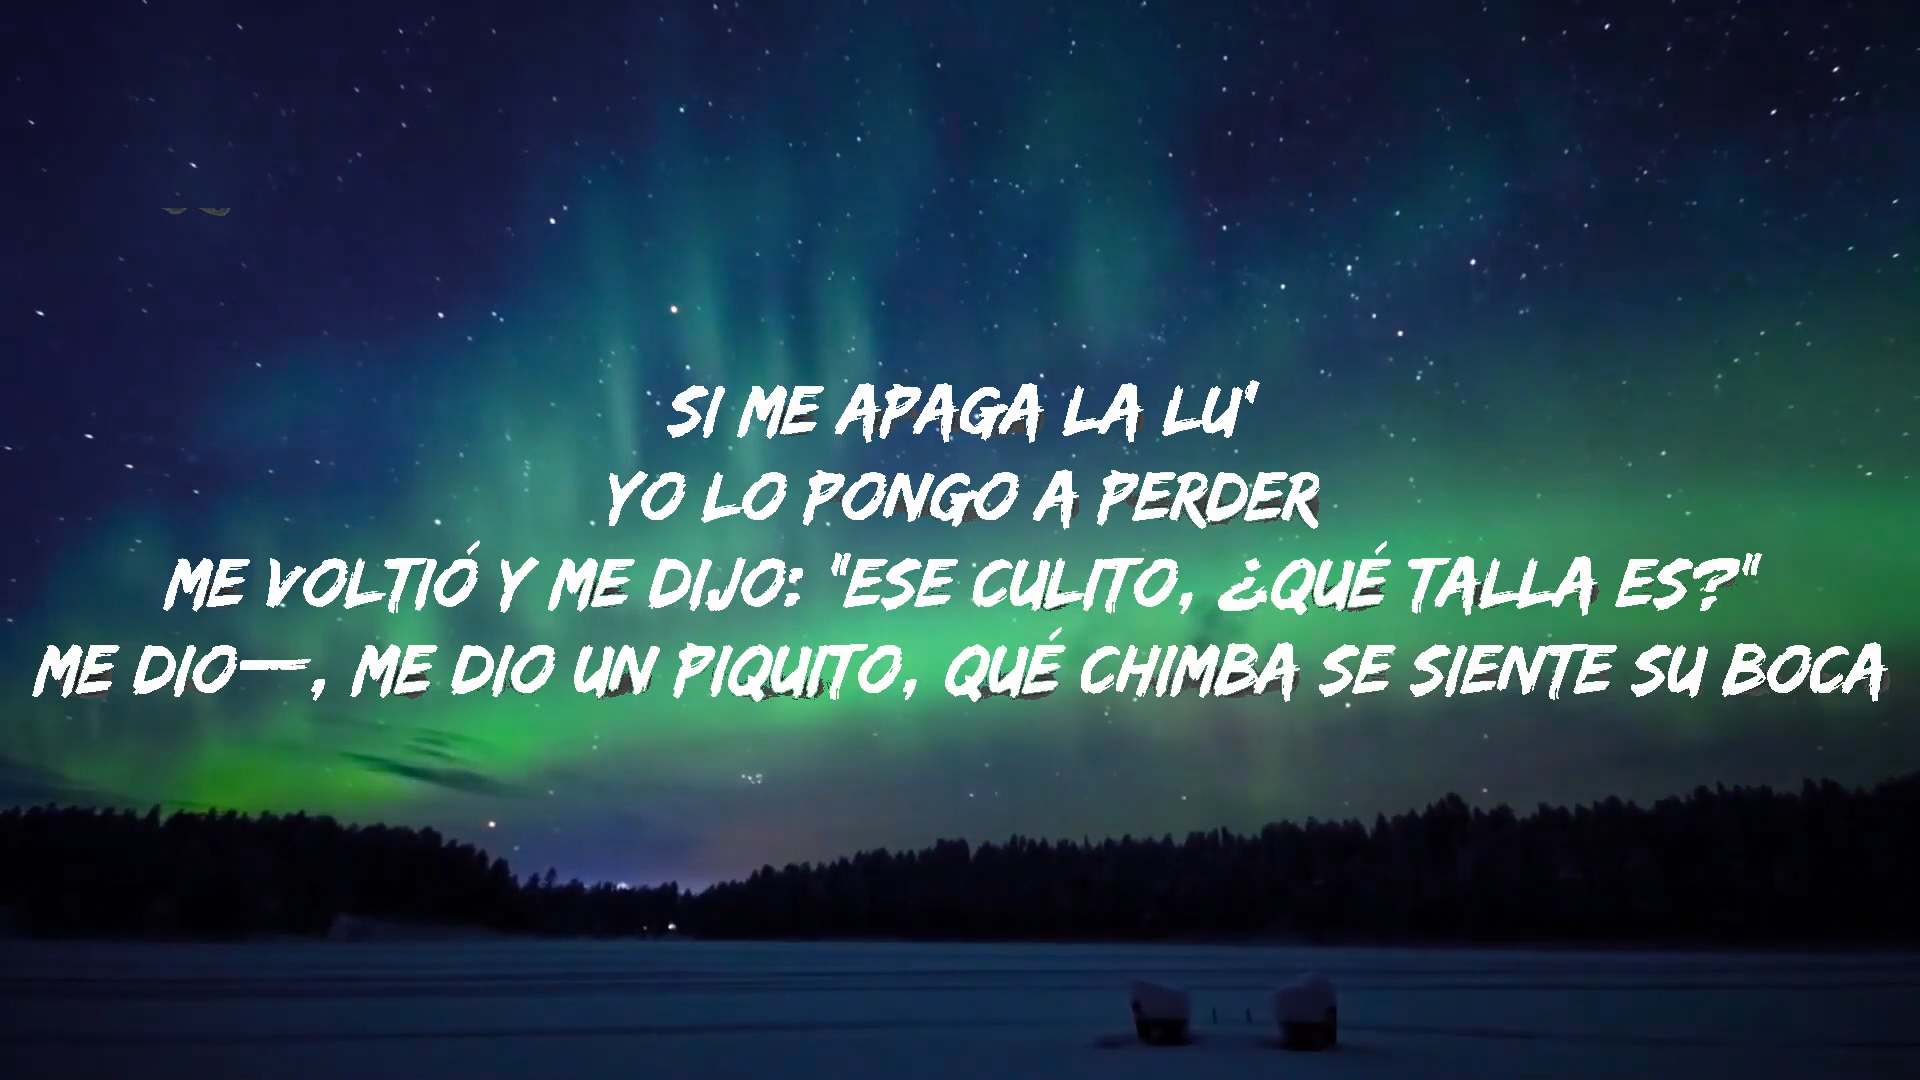 SI ME APAGA LA LU'
YO LO PONGO A PERDER
ME VOLTIÓ Y ME DIJO: "ESE CULITO, ¿QUÉ TALLA ES?"
ME DIO—, ME DIO UN PIQUITO, QUÉ CHIMBA SE SIENTE SU BOCA